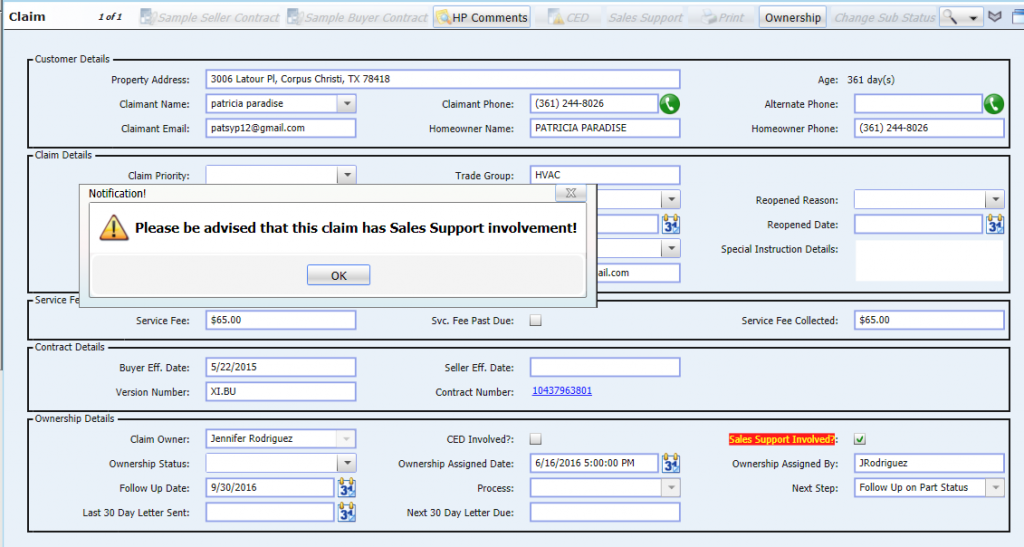 Claim 1 of 1 Sample Seller Contract Sample Buyer Contract HP Comments CED Sales Support Print Ownership Change Sub Status
Customer Details
Property Address: 3006 Latour Pl, Corpus Christi, TX 78418 Age: 361 day(s)
Claimant Name: patricia paradise Claimant Phone: (361) 244-8026 Alternate Phone:
Claimant Email: patsyp12@gmail.com Homeowner Name: PATRICIA PARADISE Homeowner Phone: (361) 244-8026
Claim Details
Claim Priority: Trade Group: HVAC
Notification!
Reopened Reason:
Please be advised that this claim has Sales Support involvement!
Reopened Date: 31
Special Instruction Details:
ail.com
OK
Service Fe
Service Fee: $65.00 Svc. Fee Past Due: Service Fee Collected: $65.00
Contract Details
Buyer Eff. Date: 5/22/2015 Seller Eff. Date:
Version Number: XI.BU Contract Number: 10437963801
Ownership Details
Claim Owner: Jennifer Rodriguez CED Involved?: Sales Support Involved?:
Ownership Status: Ownership Assigned Date: 6/16/2016 5:00:00 PM 31 Ownership Assigned By: JRodriguez
Follow Up Date: 9/30/2016 31 Process: Next Step: Follow Up on Part Status
Last 30 Day Letter Sent: 31 Next 30 Day Letter Due: